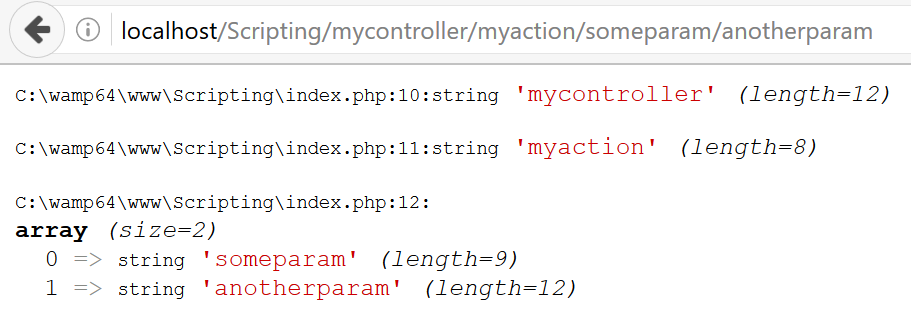 localhost/Scripting/mycontroller/myaction/someparam/anotherparam
C:\wamp64\www\Scripting\index.php:10:string 'mycontroller' (length=12)
C:\wamp64\www\Scripting\index.php:11:string 'myaction' (length=8)
C:\wamp64\www\Scripting\index.php:12:
array (size=2)
0 => string 'someparam' (length=9)
1 => string 'anotherparam' (length=12)